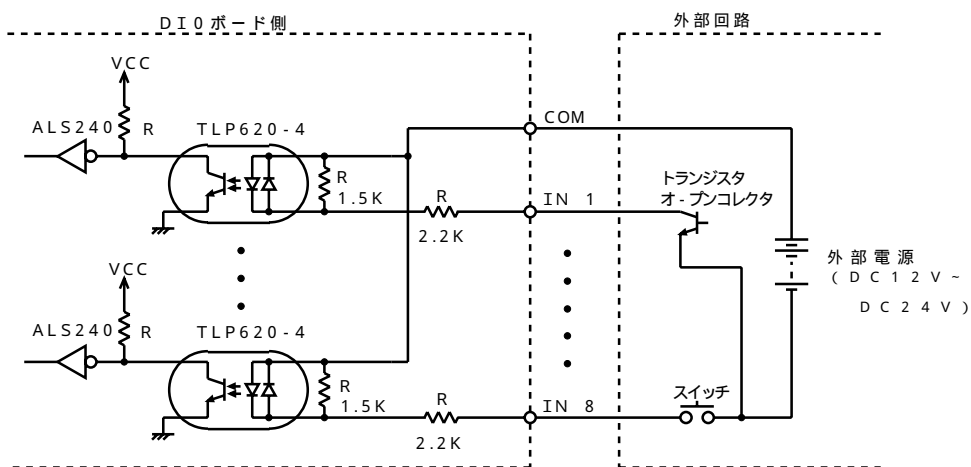 ＤＩＯボード側
外部回路
VCC
ALS240
R
TLP620-4
COM
R
1.5K
R
2.2K
IN 1
トランジスタ
オ-プンコレクタ
外部電源
(DC12V~
DC24V)
VCC
ALS240
R
TLP620-4
R
1.5K
R
2.2K
IN 8
スイッチ